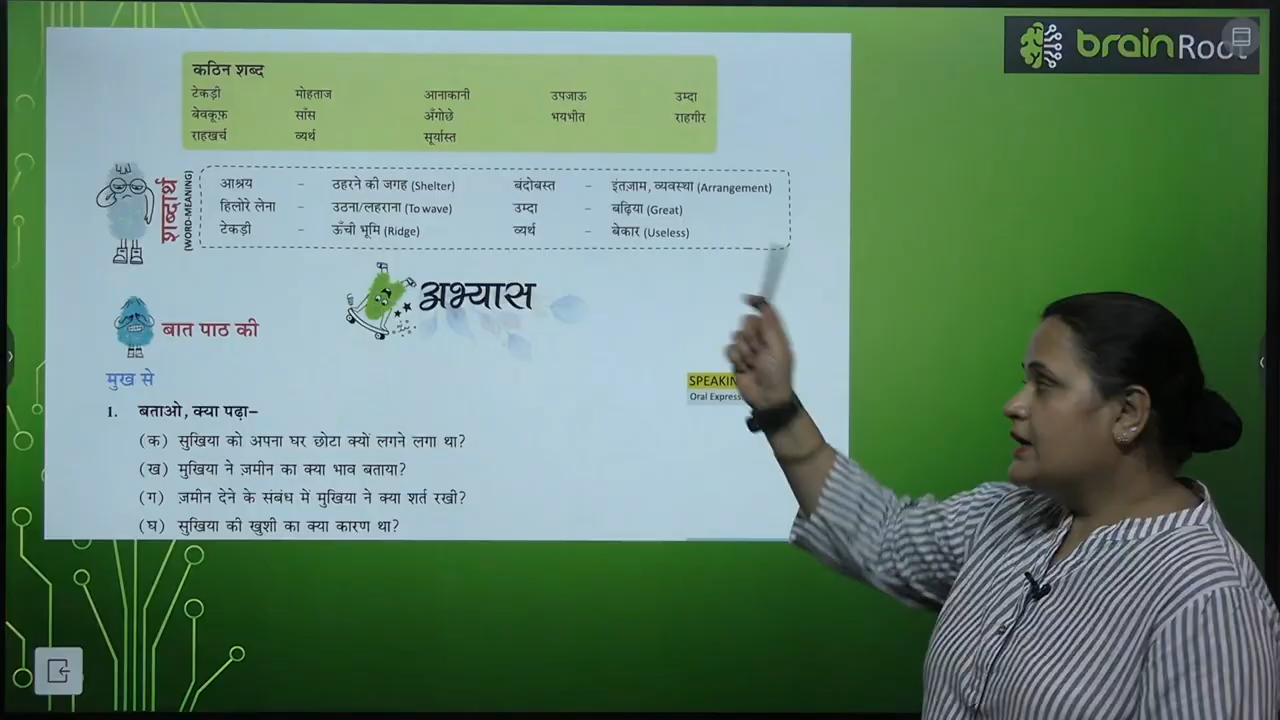 brain Root
कठिन शब्द
टेकड़ी मोहताज आनाकानी उपजाऊ उम्दा
बेवकूफ़ साँस अँगोछे भयभीत राहगीर
राहखर्च व्यर्थ सूर्यास्त
शब्दार्थ
(WORD-MEANING)
आश्रय – ठहरने की जगह (Shelter) बंदोबस्त – इंतज़ाम, व्यवस्था (Arrangement)
हिलोरे लेना – उठना/लहराना (To wave) उम्दा – बढ़िया (Great)
टेकड़ी – ऊँची भूमि (Ridge) व्यर्थ – बेकार (Useless)
अभ्यास
बात पाठ की
मुख से
SPEAKIN
Oral Express
1. बताओ, क्या पढ़ा–
(क) सुखिया को अपना घर छोटा क्यों लगने लगा था?
(ख) मुखिया ने ज़मीन का क्या भाव बताया?
(ग) ज़मीन देने के संबंध में मुखिया ने क्या शर्त रखी?
(घ) सुखिया की खुशी का क्या कारण था?